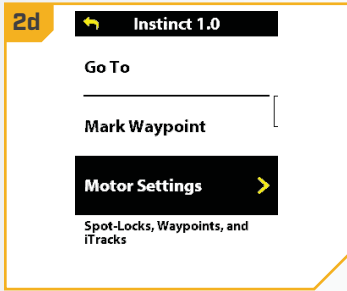 2d
Instinct 1.0
Go To
Mark Waypoint
Motor Settings
Spot-Locks, Waypoints, and
iTracks